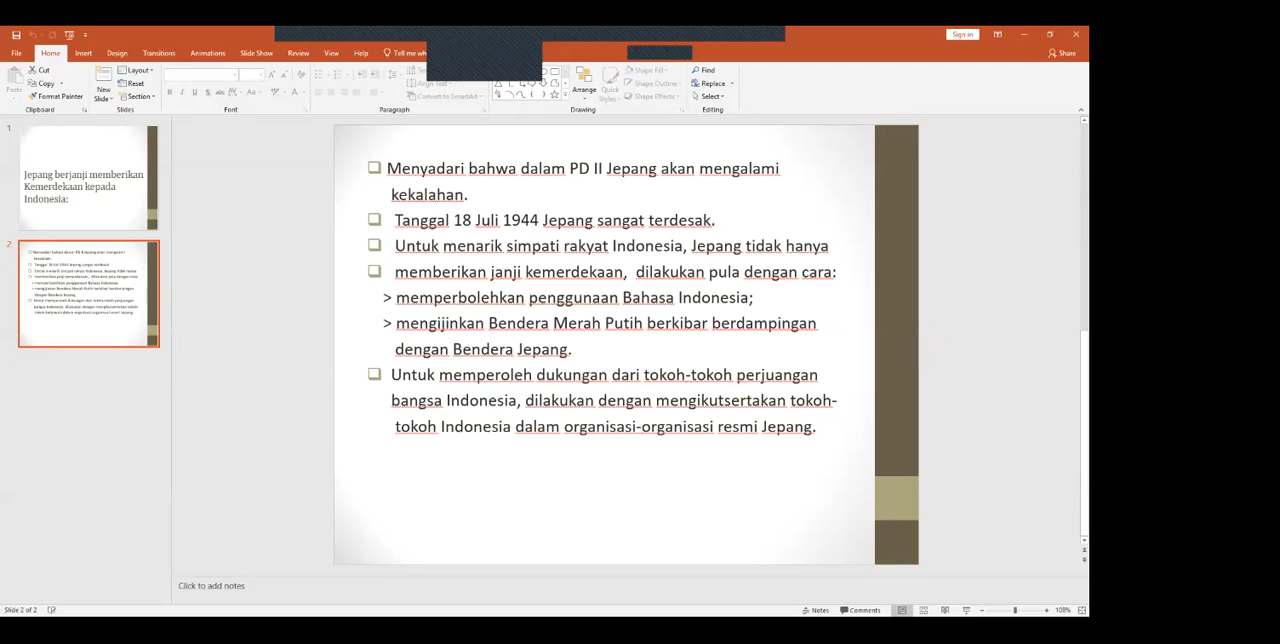 Sign in
File Home Insert Design Transitions Animations Slide Show Review View Help Tell me Share
Cut Layout Find
Copy Reset Replace
Format Painter Section Select
Paste New Slide Arrange Quick Styles
Shape Fill
Shape Outline
Shape Effects
Align Text
Convert to SmartArt
Clipboard Slides Font Paragraph Drawing Editing
1
Jepang berjanji memberikan
Kemerdekaan kepada
Indonesia:
2
Menyadari bahwa dalam PD II Jepang akan mengalami
kekalahan.
Tanggal 18 Juli 1944 Jepang sangat terdesak.
Untuk menarik simpati rakyat Indonesia, Jepang tidak hanya
memberikan janji kemerdekaan, dilakukan pula dengan cara:
> memperbolehkan penggunaan Bahasa Indonesia;
> mengijinkan Bendera Merah Putih berkibar berdampingan
dengan Bendera Jepang.
Untuk memperoleh dukungan dari tokoh-tokoh perjuangan
bangsa Indonesia, dilakukan dengan mengikutsertakan tokoh-
tokoh Indonesia dalam organisasi-organisasi resmi Jepang.
Click to add notes
Slide 2 of 2 Notes Comments 108%